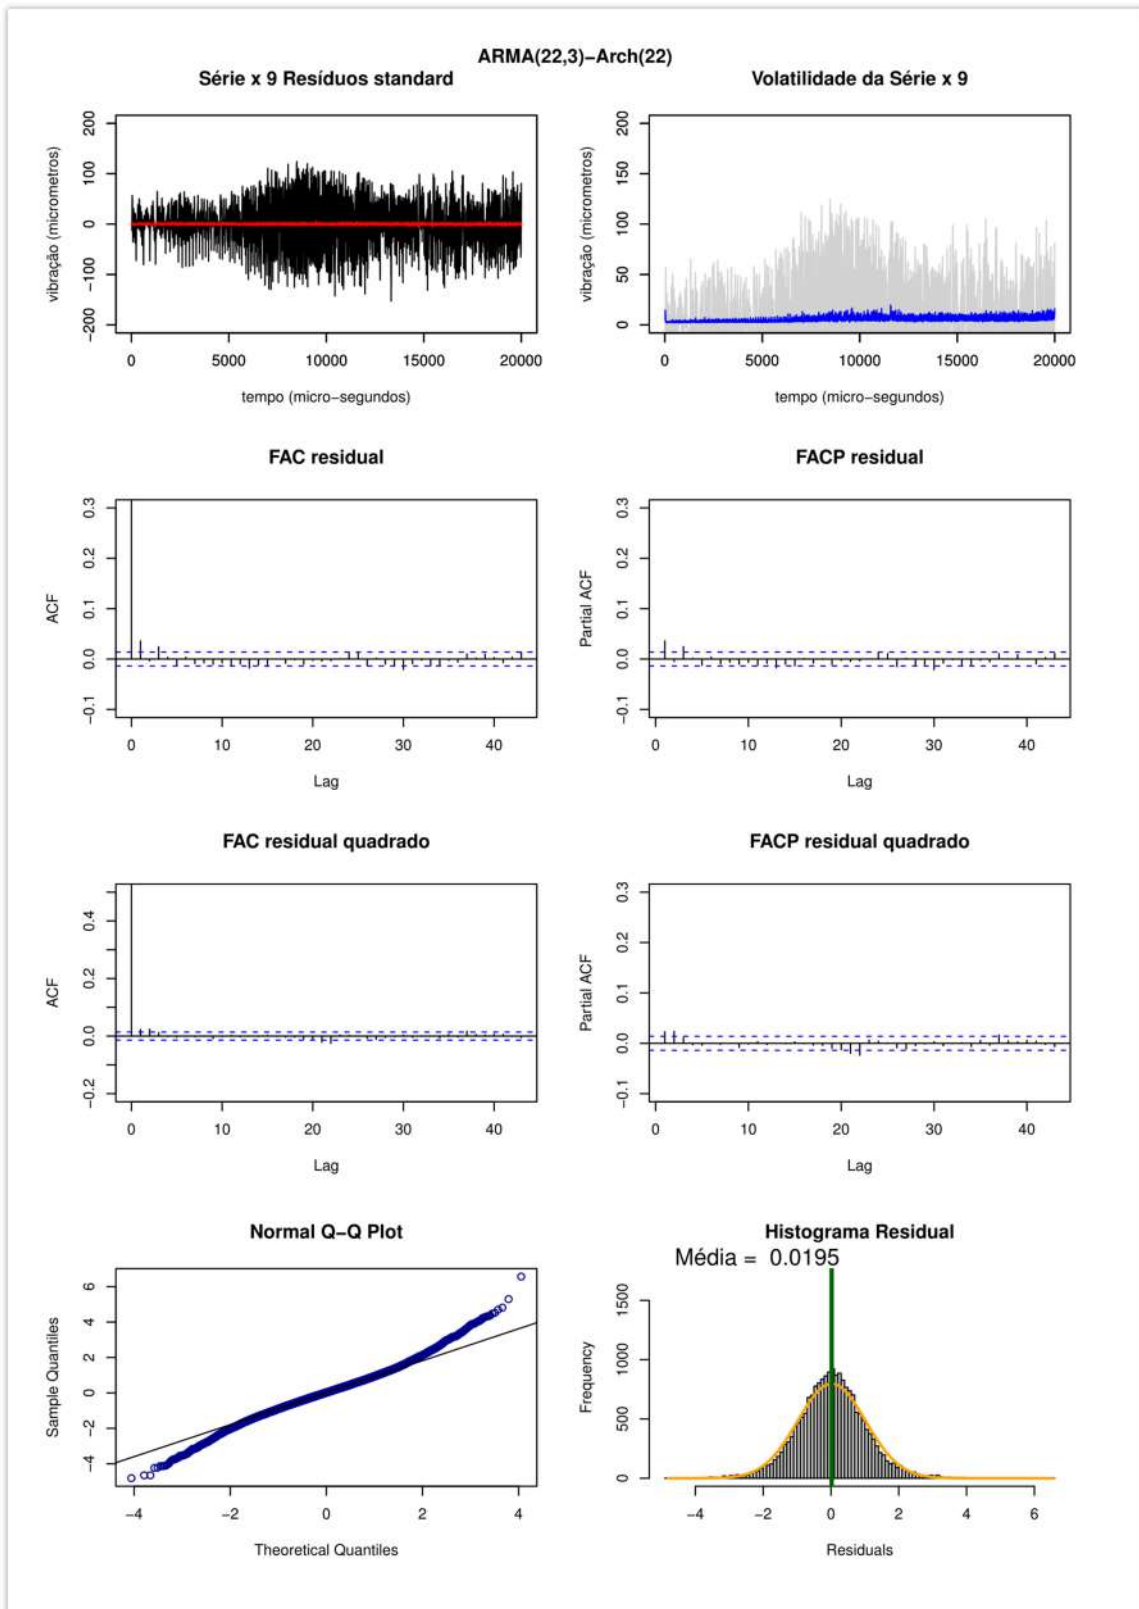 ARMA(22,3)−Arch(22)
Série x 9 Resíduos standard
vibração (micrometros)
200
100
0
−100
−200
0 5000 10000 15000 20000
tempo (micro−segundos)
Volatilidade da Série x 9
vibração (micrometros)
200
150
100
50
0
0 5000 10000 15000 20000
tempo (micro−segundos)
FAC residual
ACF
0.3
0.2
0.1
0.0
−0.1
0 10 20 30 40
Lag
FACP residual
Partial ACF
0.3
0.2
0.1
0.0
−0.1
0 10 20 30 40
Lag
FAC residual quadrado
ACF
0.4
0.2
0.0
−0.2
0 10 20 30 40
Lag
FACP residual quadrado
Partial ACF
0.3
0.2
0.1
0.0
−0.1
0 10 20 30 40
Lag
Normal Q−Q Plot
Sample Quantiles
6
4
2
0
−2
−4
−4 −2 0 2 4
Theoretical Quantiles
Histograma Residual
Média = 0.0195
Frequency
1500
1000
500
0
−4 −2 0 2 4 6
Residuals